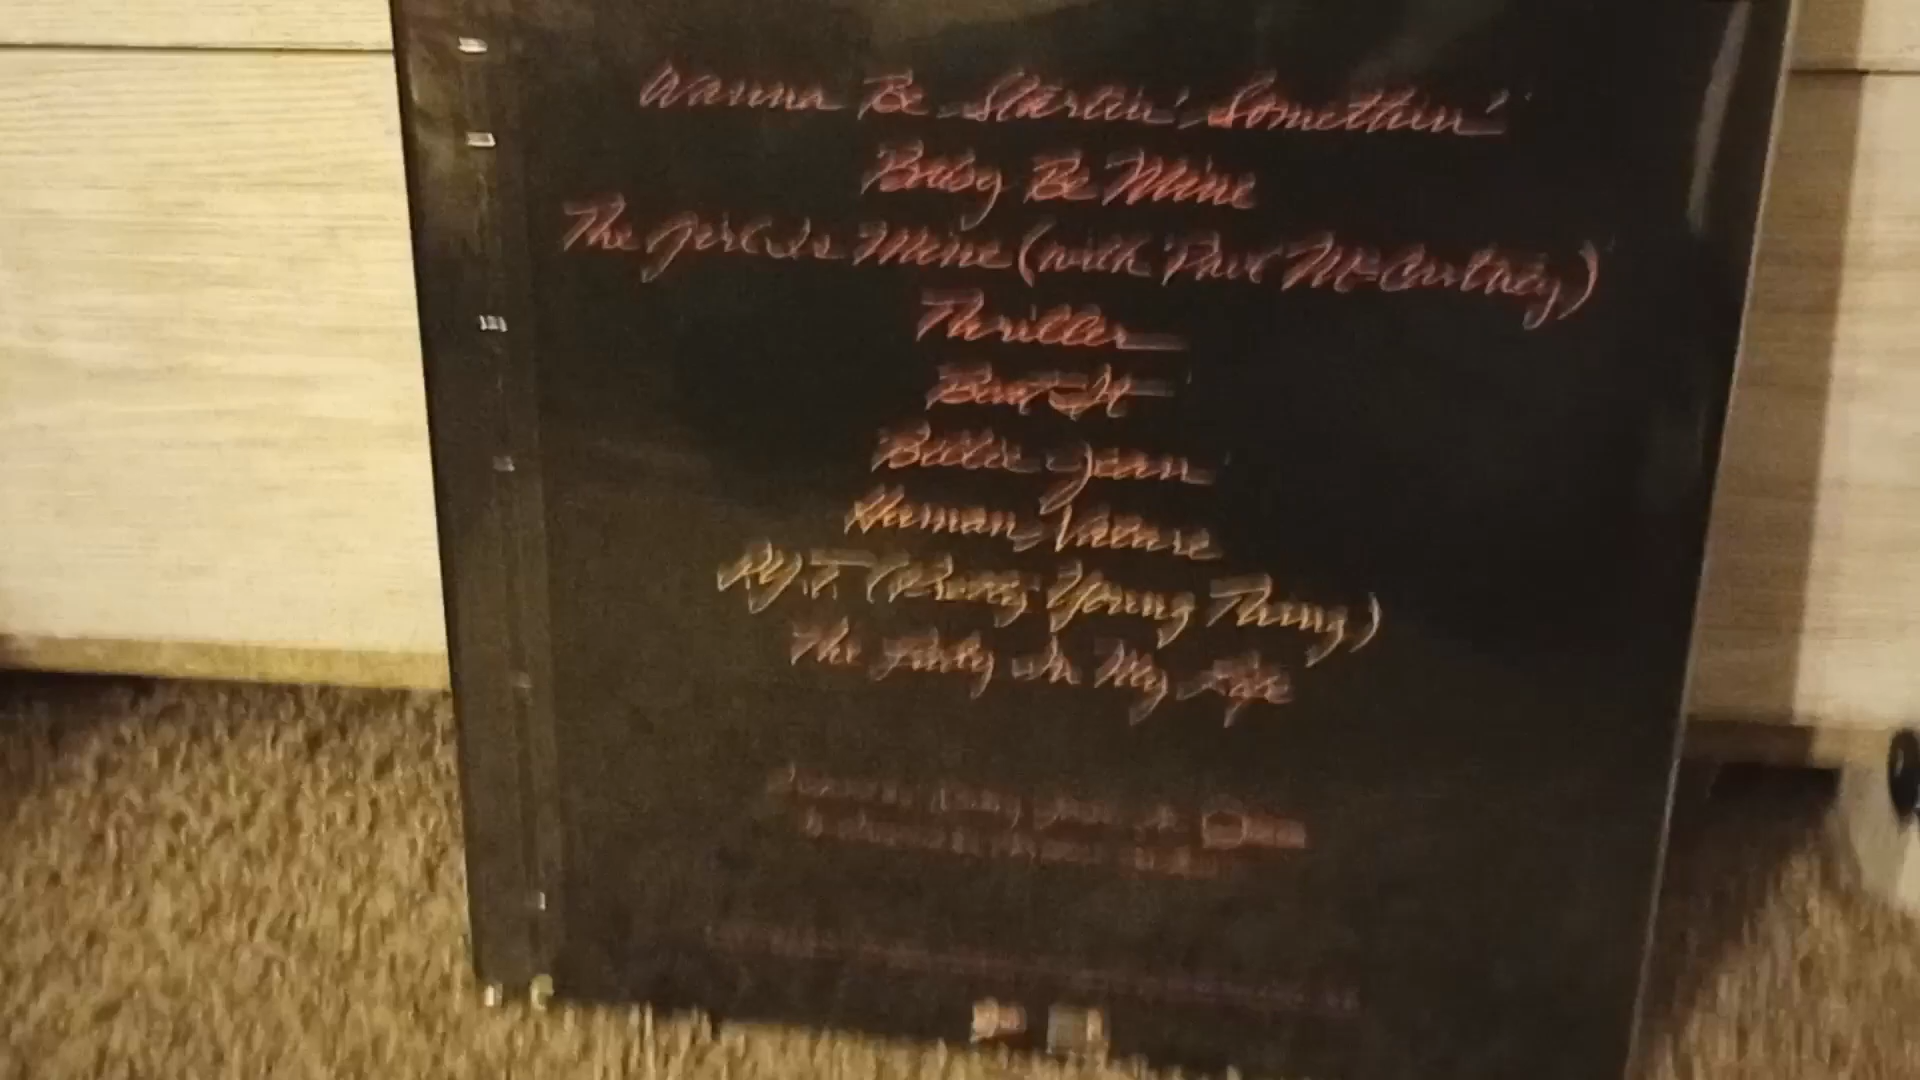 Wanna Be Startin' Somethin'
Baby Be Mine
The Girl Is Mine (with Paul McCartney)
Thriller
Beat It
Billie Jean
Human Nature
P.Y.T. (Pretty Young Thing)
The Lady In My Life